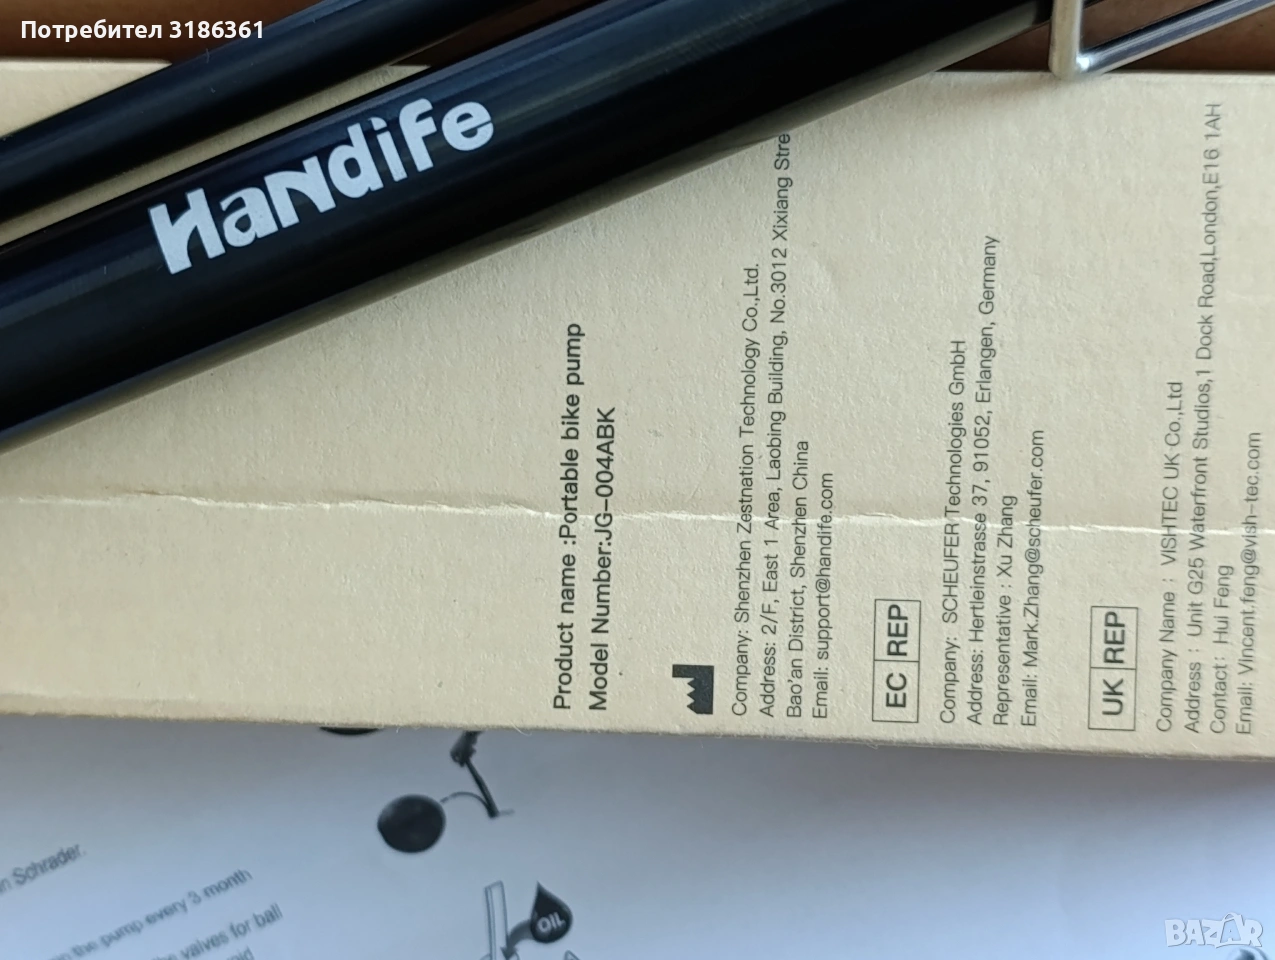 Потребител 3186361
Handife
Product name :Portable bike pump
Model Number:JG-004ABK
Company: Shenzhen Zestnation Technology Co.,Ltd.
Address: 2/F, East 1 Area, Laobing Building, No.3012 Xixiang Stre
Bao'an District, Shenzhen China
Email: support@handife.com
EC REP
Company: SCHEUFER Technologies GmbH
Address: Hertleinstrasse 37, 91052, Erlangen, Germany
Representative : Xu Zhang
Email: Mark.Zhang@scheufer.com
UK REP
Company Name : VISHTEC UK Co.,Ltd
Address : Unit G25 Waterfront Studios,1 Dock Road,London,E16 1AH
Contact: Hui Feng
Email: Vincent.feng@vish-tec.com
Schrader.
the pump every 3 month
valves for ball
OIL
BAZAR